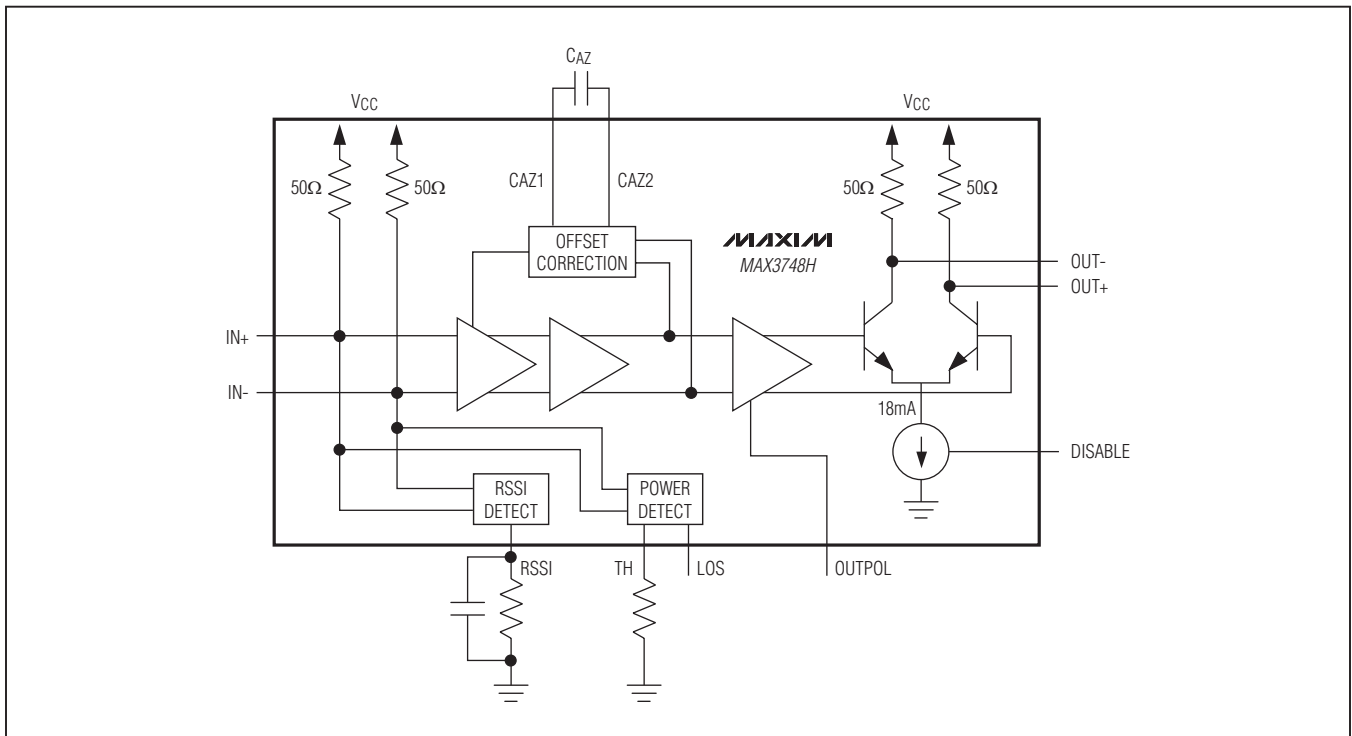 CAZ
VCC
VCC
50Ω
50Ω
CAZ1
CAZ2
50Ω
50Ω
OFFSET
CORRECTION
MAXIM
MAX3748H
OUT-
OUT+
IN+
IN-
18mA
DISABLE
RSSI
DETECT
POWER
DETECT
RSSI
TH
LOS
OUTPOL